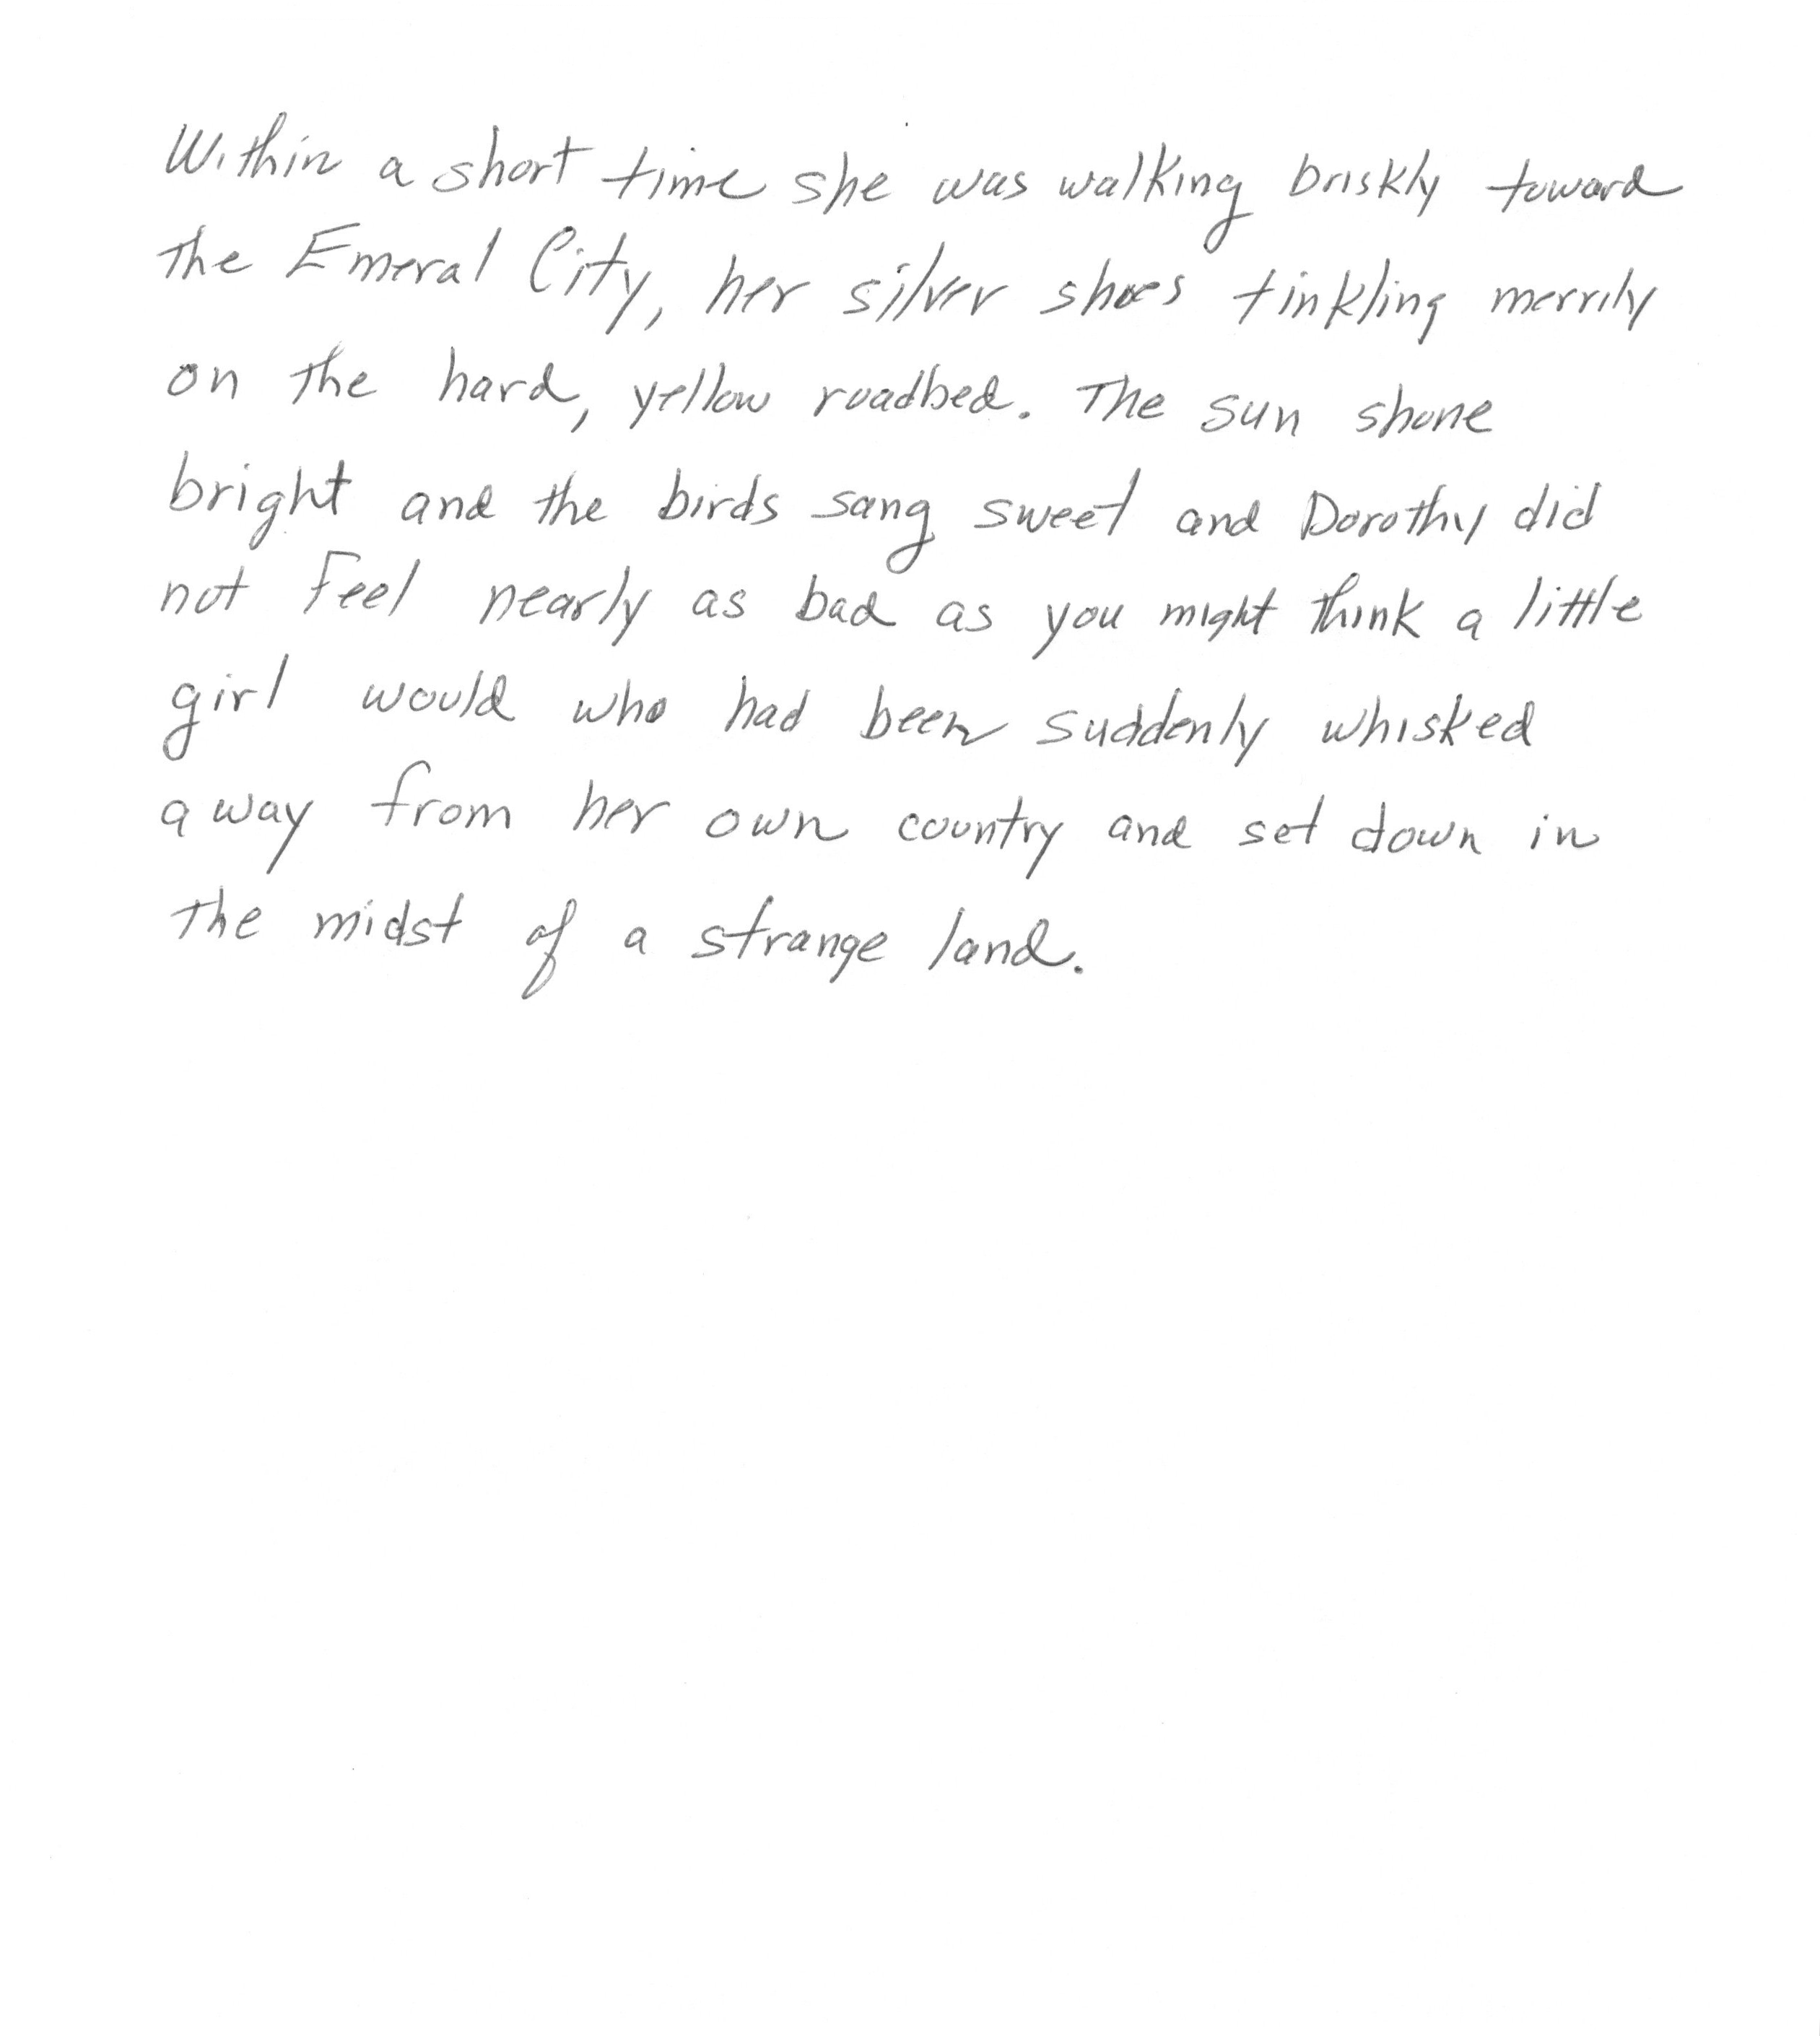 Within a short time she was walking briskly toward
the Emeral City, her silver shoes tinkling merrily
on the hard, yellow roadbed. The sun shone
bright and the birds sang sweet and Dorothy did
not feel nearly as bad as you might think a little
girl would who had been suddenly whisked
away from her own country and set down in
the midst of a strange land.